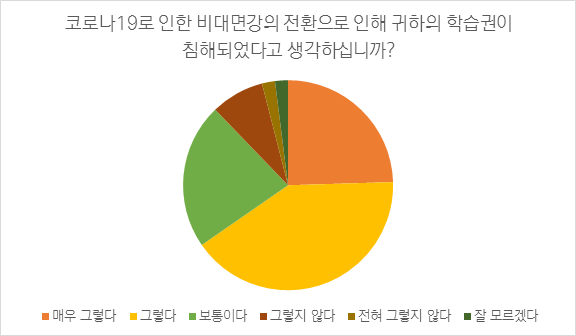 코로나19로 인한 비대면강의 전환으로 인해 귀하의 학습권이
침해되었다고 생각하십니까?
매우 그렇다 그렇다 보통이다 그렇지 않다 전혀 그렇지 않다 잘 모르겠다